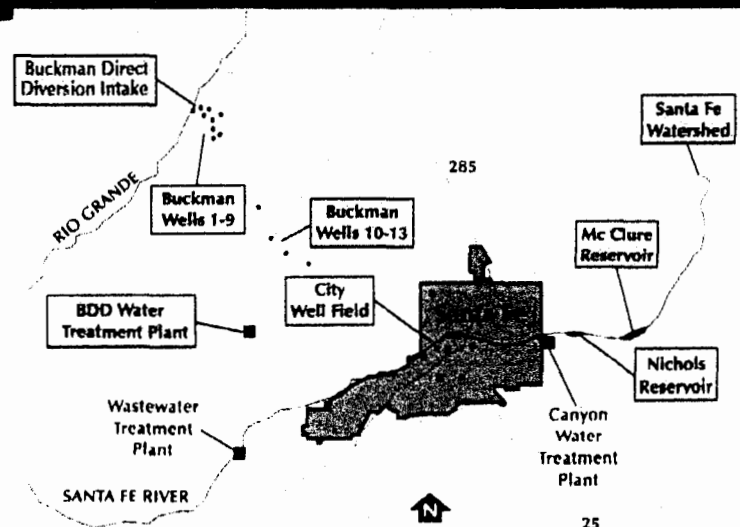 Buckman Direct
Diversion Intake
Santa Fe
Watershed
285
RIO GRANDE
Buckman
Wells 1-9
Buckman
Wells 10-13
Mc Clure
Reservoir
City
Well Field
BDD Water
Treatment Plant
Nichols
Reservoir
Wastewater
Treatment
Plant
Canyon
Water
Treatment
Plant
SANTA FE RIVER
N
25